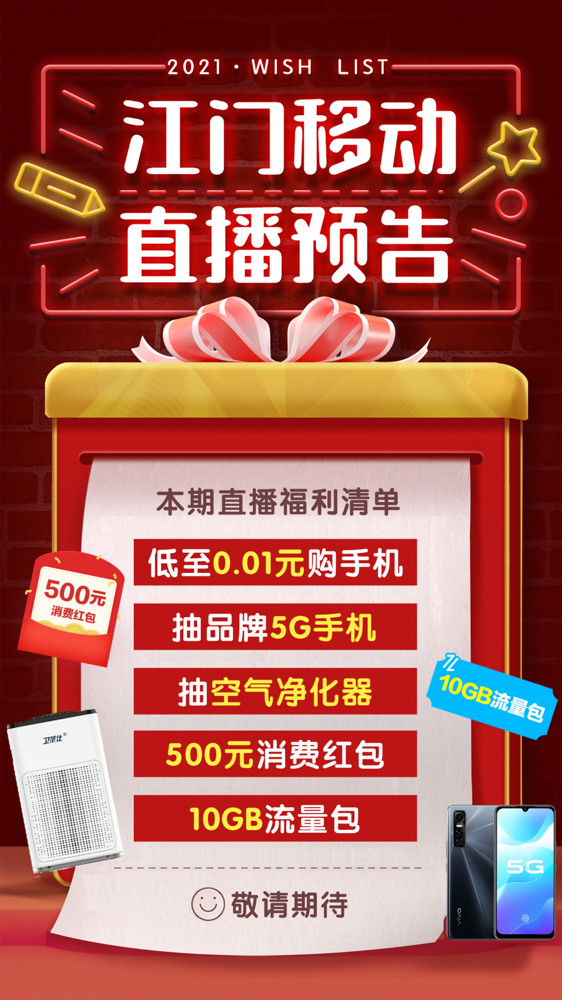 2021·WISH LIST
江门移动
直播预告
本期直播福利清单
低至0.01元购手机
500元
消费红包
抽品牌5G手机
抽空气净化器
10GB流量包
卫莱仕®
500元消费红包
10GB流量包
5G
vivo
敬请期待